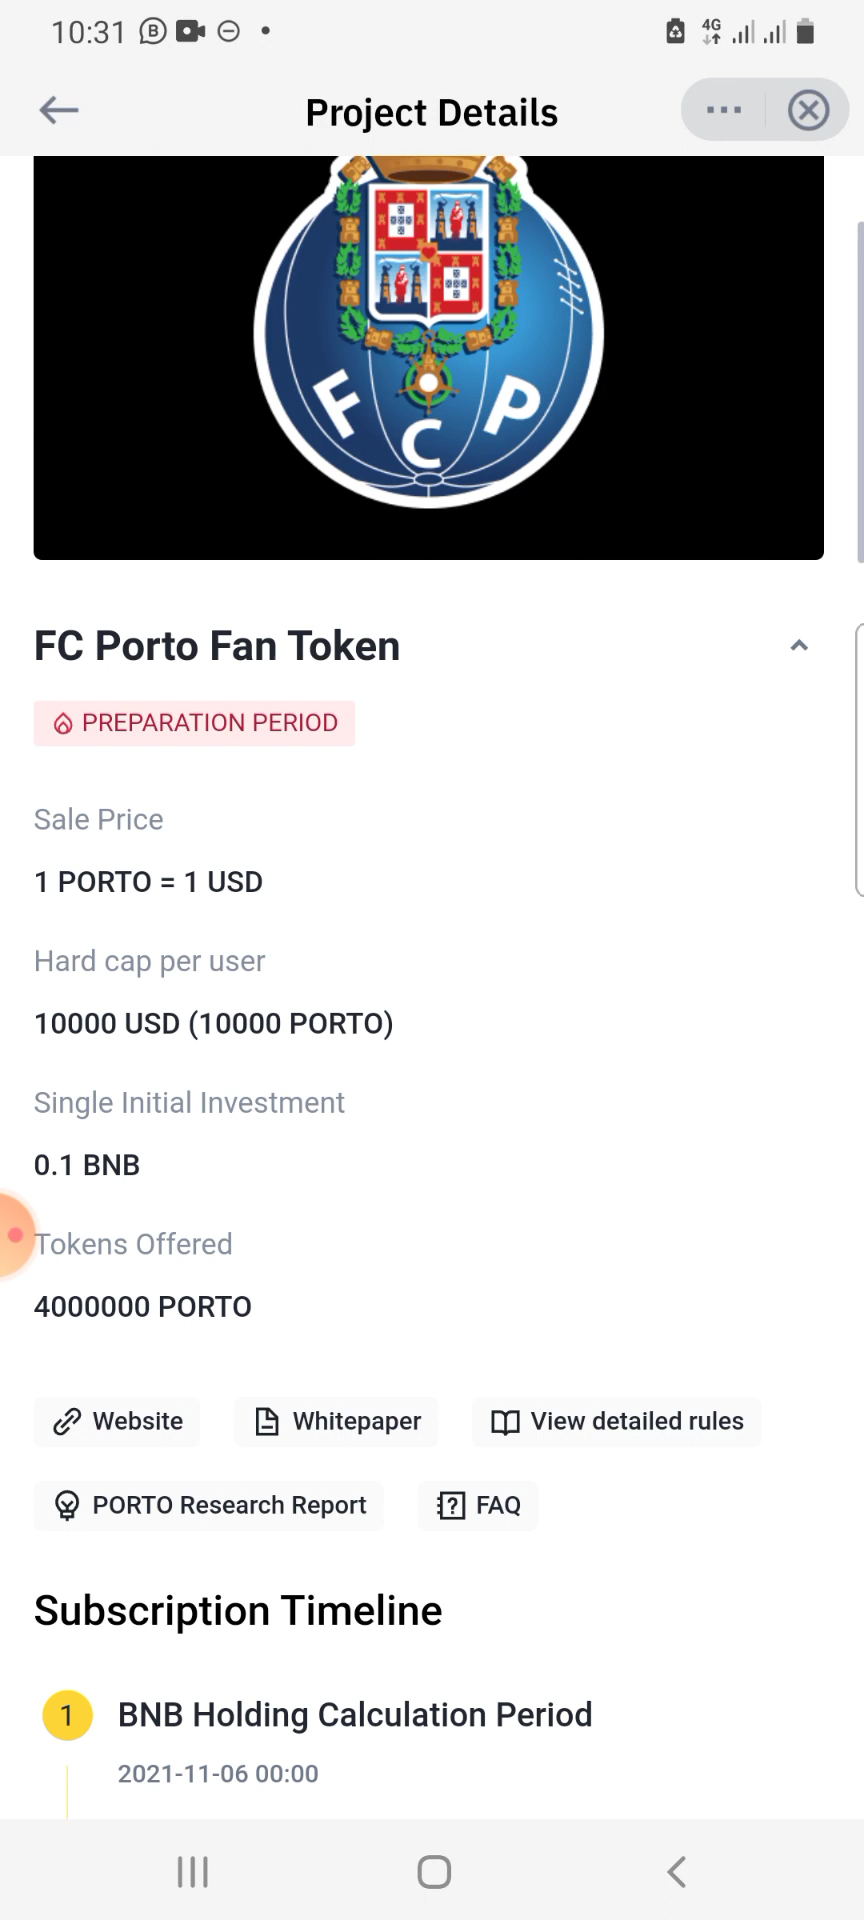 10:31
4G
Project Details
F C P
FC Porto Fan Token
PREPARATION PERIOD
Sale Price
1 PORTO = 1 USD
Hard cap per user
10000 USD (10000 PORTO)
Single Initial Investment
0.1 BNB
Tokens Offered
4000000 PORTO
Website
Whitepaper
View detailed rules
PORTO Research Report
FAQ
Subscription Timeline
1 BNB Holding Calculation Period
2021-11-06 00:00